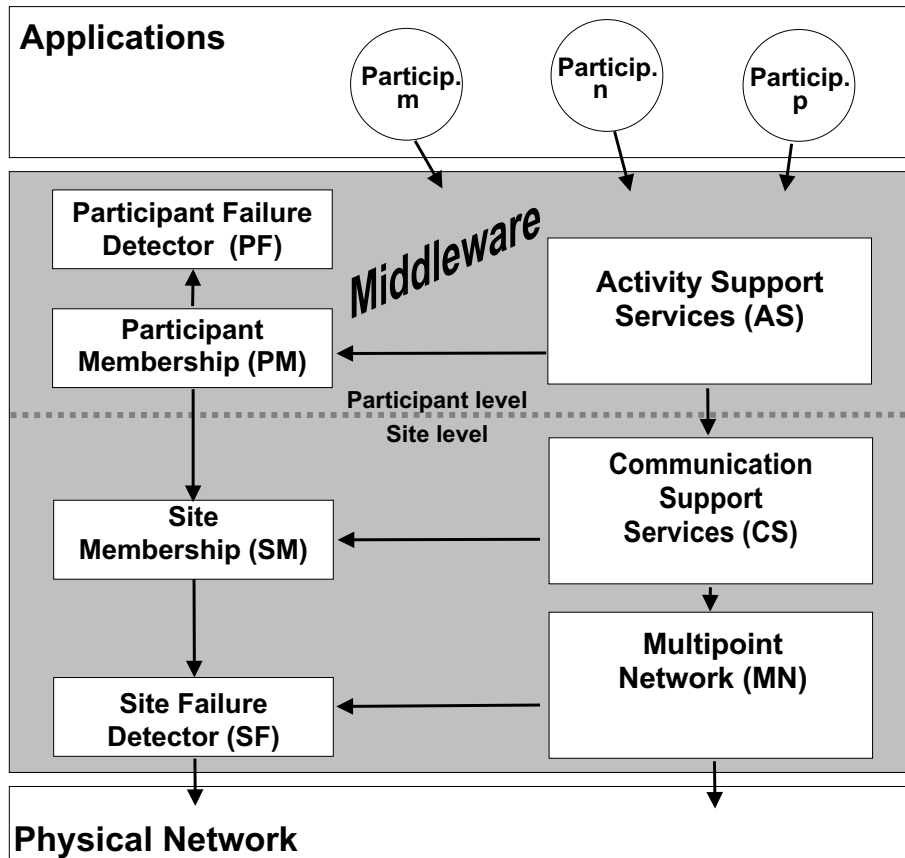 Applications
Particip.
m
Particip.
n
Particip.
p
Participant Failure
Detector (PF)
Middleware
Activity Support
Services (AS)
Participant
Membership (PM)
Participant level
Site level
Communication
Support
Services (CS)
Site
Membership (SM)
Multipoint
Network (MN)
Site Failure
Detector (SF)
Physical Network